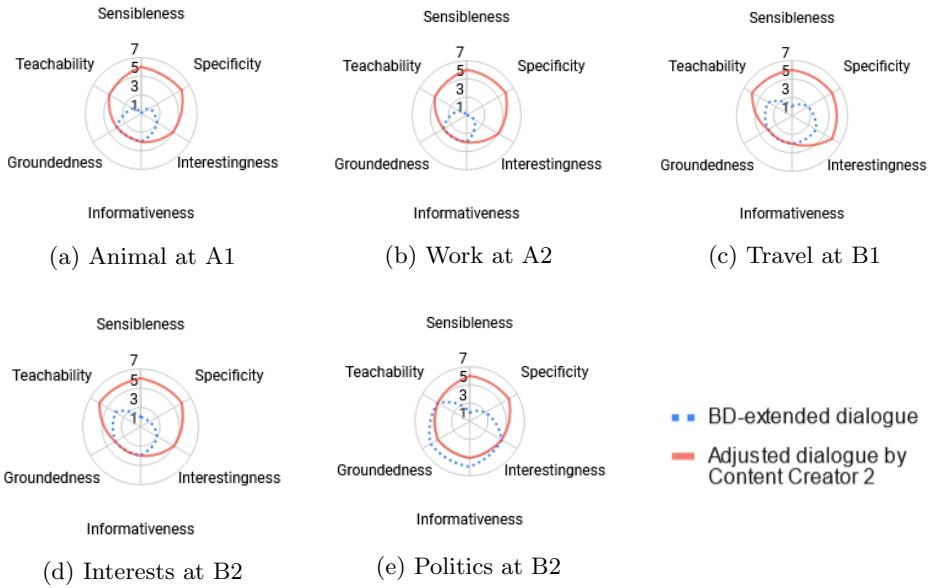 Sensibleness
7
Teachability
5
Specificity
3
1
Groundedness
Interestingness
Informativeness
(a) Animal at A1
Sensibleness
7
Teachability
5
Specificity
3
1
Groundedness
Interestingness
Informativeness
(b) Work at A2
Sensibleness
7
Teachability
5
Specificity
3
1
Groundedness
Interestingness
Informativeness
(c) Travel at B1
Sensibleness
7
Teachability
5
Specificity
3
1
Groundedness
Interestingness
Informativeness
(d) Interests at B2
Sensibleness
7
Teachability
5
Specificity
3
1
Groundedness
Interestingness
Informativeness
(e) Politics at B2
BD-extended dialogue
Adjusted dialogue by
Content Creator 2